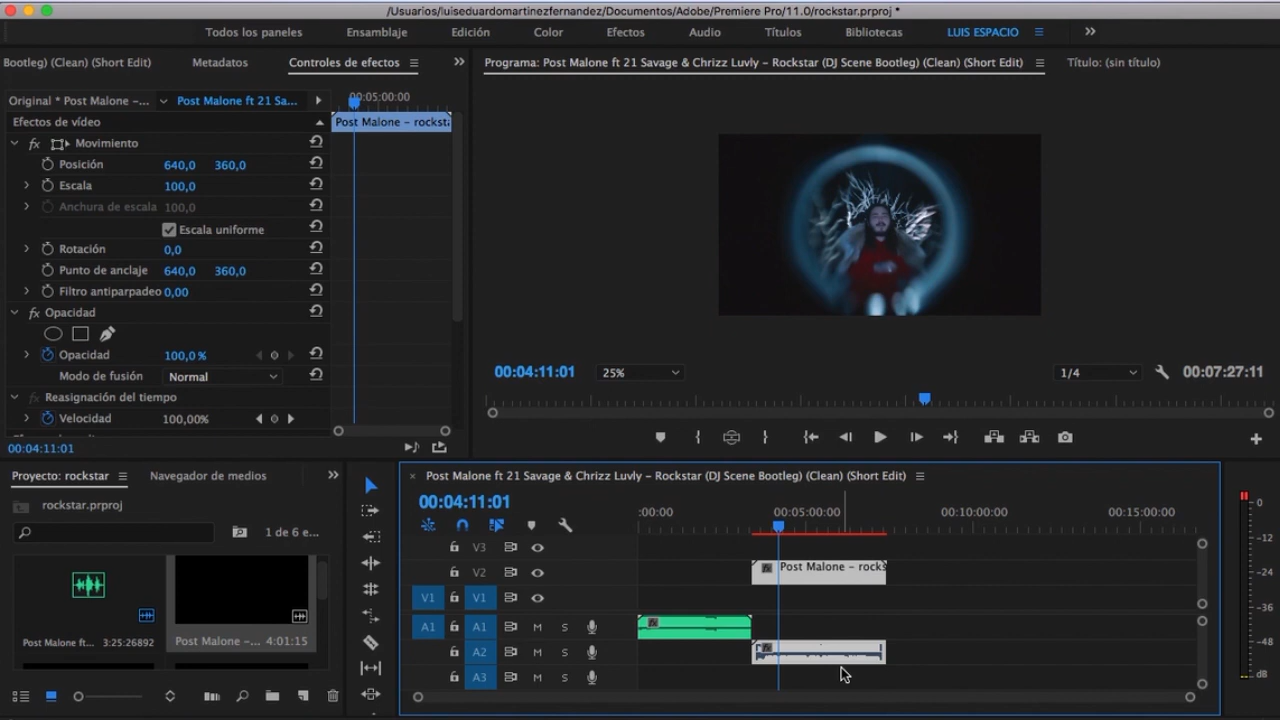 /Usuarios/luiseduardomartinezfernandez/Documentos/Adobe/Premiere Pro/11.0/rockstar.prproj *
Todos los paneles Ensamblaje Edición Color Efectos Audio Títulos Bibliotecas LUIS ESPACIO
Bootleg) (Clean) (Short Edit) Metadatos Controles de efectos
Programa: Post Malone ft 21 Savage & Chrizz Luvly – Rockstar (DJ Scene Bootleg) (Clean) (Short Edit) Título: (sin título)
Original * Post Malone –... Post Malone ft 21 Sa...
00:05:00:00
Efectos de vídeo
Post Malone – rocksta
fx Movimiento
Posición 640,0 360,0
Escala 100,0
Anchura de escala 100,0
Escala uniforme
Rotación 0,0
Punto de anclaje 640,0 360,0
Filtro antiparpadeo 0,00
fx Opacidad
Opacidad 100,0 %
Modo de fusión Normal
fx Reasignación del tiempo
Velocidad 100,00%
00:04:11:01
00:04:11:01 25% 1/4 00:07:27:11
Proyecto: rockstar Navegador de medios
rockstar.prproj
1 de 6 e...
Post Malone ft... 3:25:26892
Post Malone –... 4:01:15
Post Malone ft 21 Savage & Chrizz Luvly – Rockstar (DJ Scene Bootleg) (Clean) (Short Edit)
00:04:11:01
:00:00 00:05:00:00 00:10:00:00 00:15:00:00
V3
V2 fx Post Malone – rocks
V1 V1
A1 A1 M S fx
A2 M S fx
A3 M S
0
-12
-24
-36
-48
dB